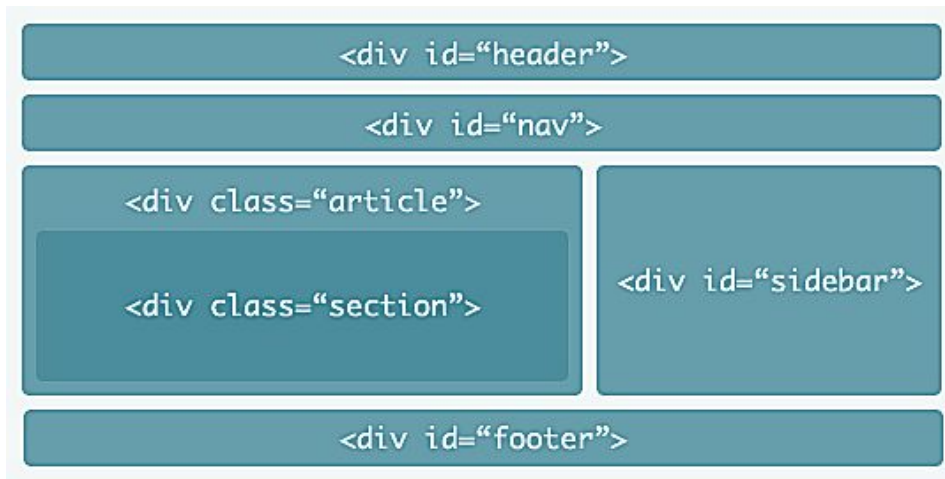 <div id=“header”>
<div id=“nav”>
<div class=“article”>
<div class=“section”>
<div id=“sidebar”>
<div id=“footer”>